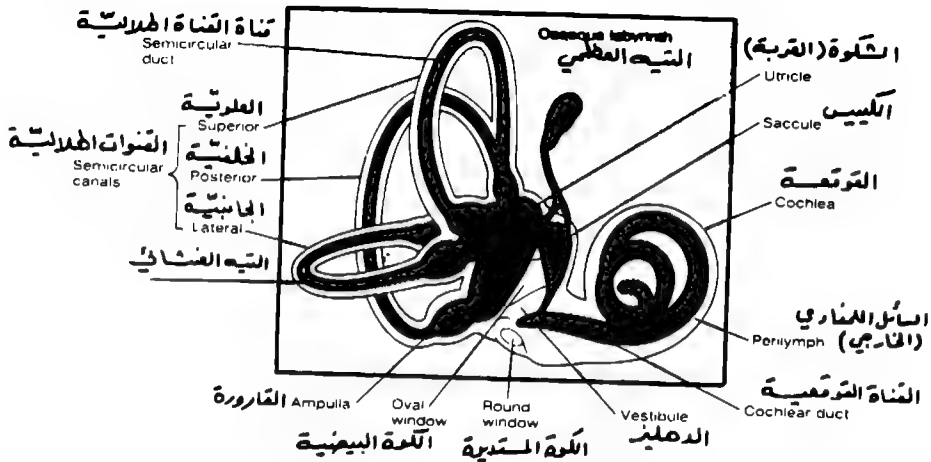 قناة القناة الهلالية
Semicircular
duct
Osseous labyrinth
التيه العظمي
الشكوة (القربة)
Utricle
الكييس
Saccule
القنوات الهلالية
Semicircular
canals
العلوية
Superior
الخلفية
Posterior
الجانبية
Lateral
التيه الغشائي
القوقعة
Cochlea
السائل اللمفاوي
(الخارجي) Perilymph
القناة القوقعية
Cochlear duct
القارورة Ampulla
Oval
window
الكوة البيضية
Round
window
الكوة المستديرة
Vestibule
الدهليز